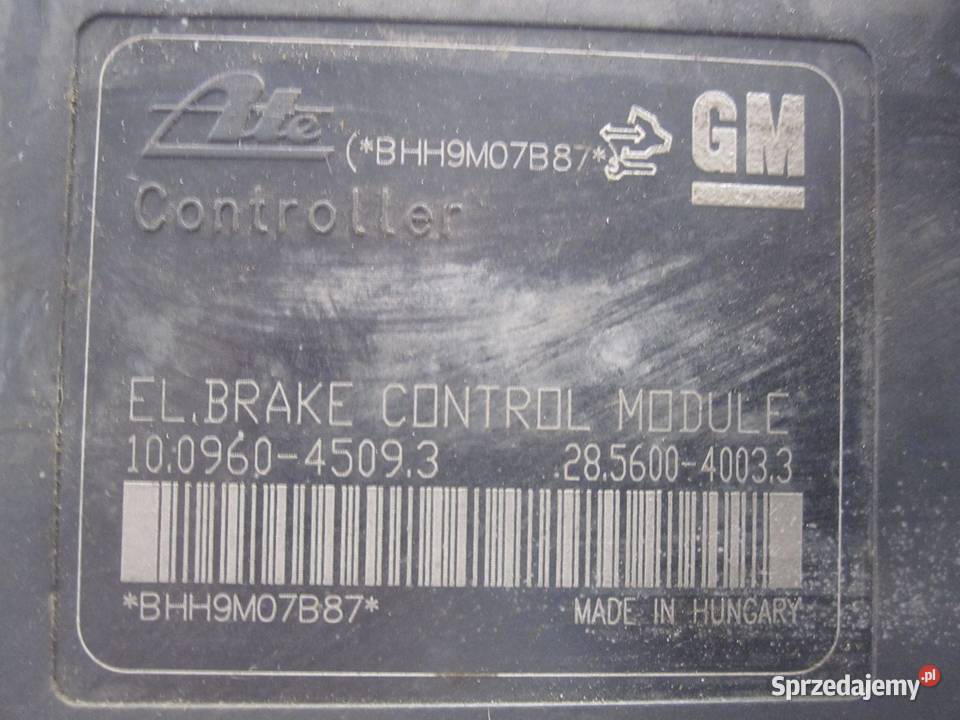 Ate (*BHH9M07B87* GM
Controller
EL.BRAKE CONTROL MODULE
10.0960-4509.3 28.5600-4003.3
*BHH9M07B87* MADE IN HUNGARY
Sprzedajemy.pl